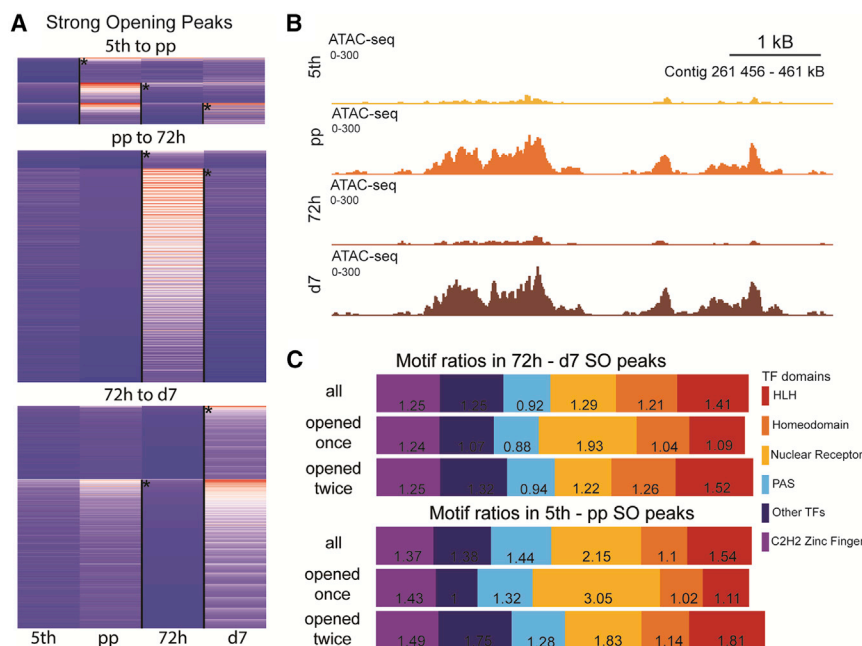 A
Strong Opening Peaks
5th to pp
*
*
*
pp to 72h
*
*
72h to d7
*
*
5th pp 72h d7
B
1 kB
Contig 261 456 - 461 kB
5th
ATAC-seq
0-300
pp
ATAC-seq
0-300
72h
ATAC-seq
0-300
d7
ATAC-seq
0-300
C
Motif ratios in 72h - d7 SO peaks
all 1.25 0.92 1.29 1.21 1.41
opened once 1.24 0.88 1.93 1.04 1.09
opened twice 1.25 0.94 1.22 1.26 1.52
Motif ratios in 5th - pp SO peaks
all 1.37 1.44 2.15 1.1 1.54
opened once 1.43 1 1.32 3.05 1.02 1.11
opened twice 1.49 1.75 1.28 1.83 1.14 1.81
TF domains
HLH
Homeodomain
Nuclear Receptor
PAS
Other TFs
C2H2 Zinc Finger